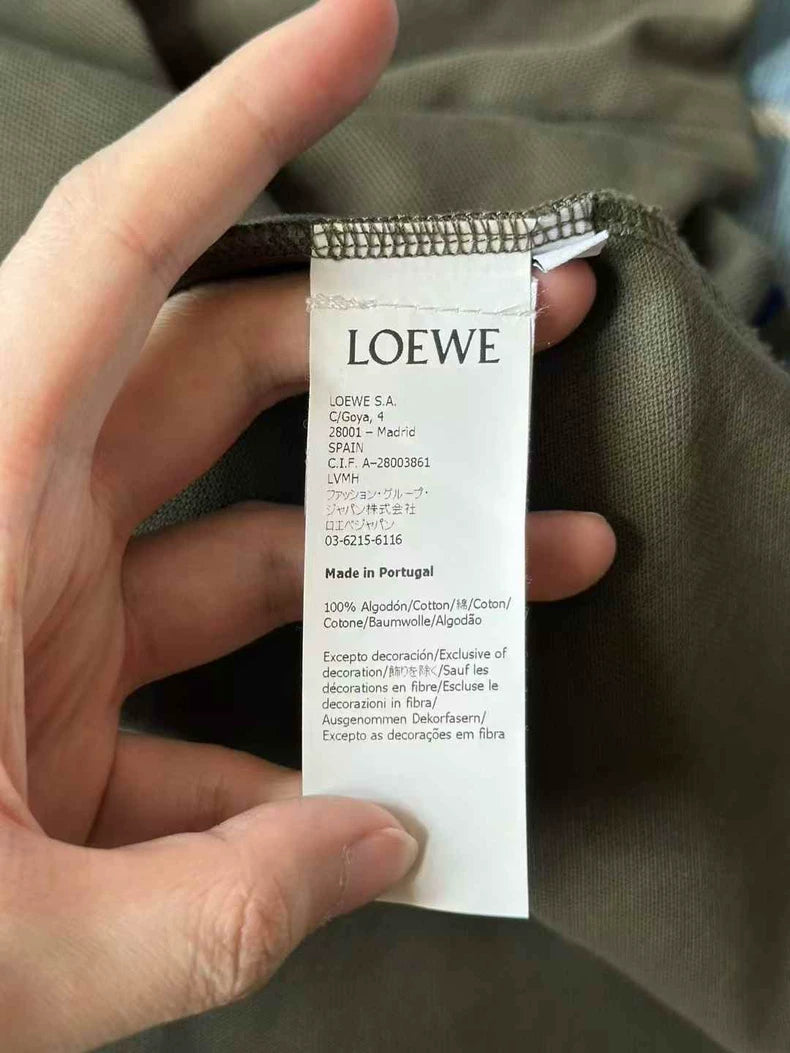 LOEWE
LOEWE S.A.
C/Goya, 4
28001 – Madrid
SPAIN
C.I.F. A–28003861
LVMH
ファッション・グループ・
ジャパン株式会社
ロエベジャパン
03-6215-6116
Made in Portugal
100% Algodón/Cotton/綿/Coton/
Cotone/Baumwolle/Algodão
Excepto decoración/Exclusive of
decoration/飾りを除く/Sauf les
décorations en fibre/Escluse le
decorazioni in fibra/
Ausgenommen Dekorfasern/
Excepto as decorações em fibra